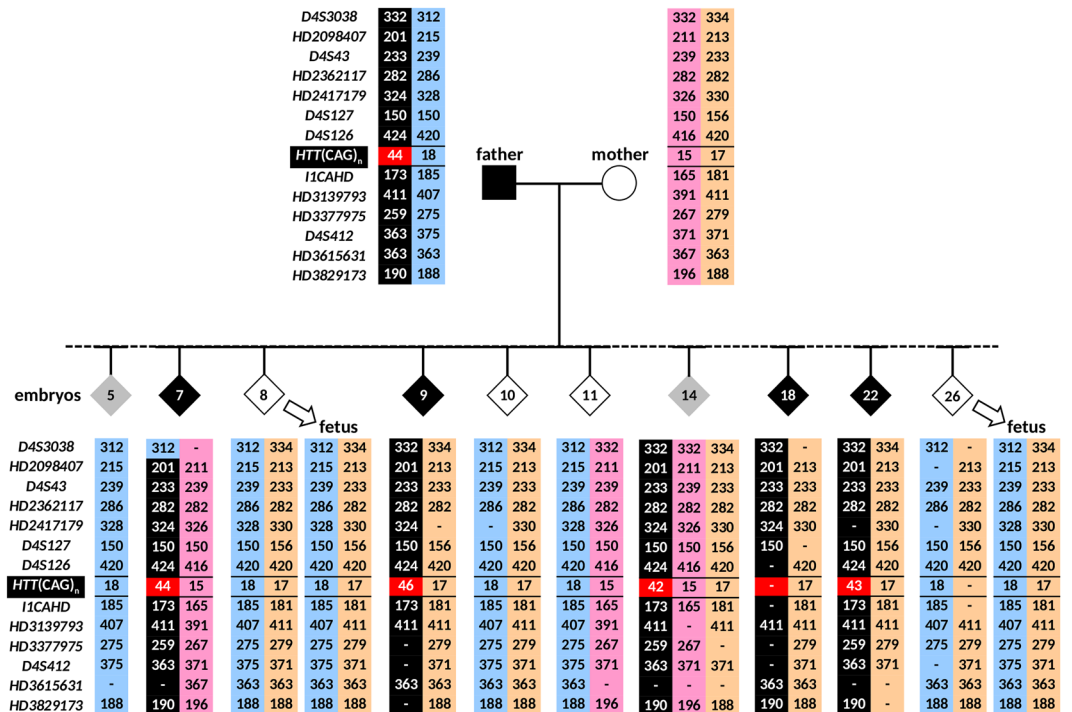 D4S3038 332 312 332 334
HD2098407 201 215 211 213
D4S43 233 239 239 233
HD2362117 282 286 282 282
HD2417179 324 328 326 330
D4S127 150 150 150 156
D4S126 424 420 416 420
HTT(CAG)n 44 18 father mother 15 17
I1CAHD 173 185 165 181
HD3139793 411 407 391 411
HD3377975 259 275 267 279
D4S412 363 375 371 371
HD3615631 363 363 367 363
HD3829173 190 188 196 188
embryos 5 7 8 9 10 11 14 18 22 26
fetus fetus
D4S3038 312 312 - 312 334 312 334 332 334 312 334 312 332 332 332 334 332 - 332 334 312 - 312 334
HD2098407 215 201 211 215 213 215 213 201 213 215 213 215 211 201 211 213 201 213 201 213 - 213 215 213
D4S43 239 233 239 239 233 239 233 233 233 239 233 239 239 233 239 233 233 233 233 233 239 233 239 233
HD2362117 286 282 282 286 282 286 282 282 282 286 282 286 282 282 282 282 282 282 282 282 286 282 286 282
HD2417179 328 324 326 328 330 328 330 324 - - 330 328 326 324 326 330 324 330 - 330 - 330 328 330
D4S127 150 150 150 150 156 150 156 150 156 150 156 150 150 150 150 156 150 - 150 156 150 156 150 156
D4S126 420 424 416 420 420 420 420 424 420 420 420 420 416 424 416 420 - 420 424 420 420 420 420 420
HTT(CAG)n 18 44 15 18 17 18 17 46 17 18 17 18 15 42 15 17 - 17 43 17 18 - 18 17
I1CAHD 185 173 165 185 181 185 181 173 181 185 181 185 165 173 165 181 - 181 173 181 185 - 185 181
HD3139793 407 411 391 407 411 407 411 411 411 407 411 407 391 411 - 411 411 411 411 411 407 411 407 411
HD3377975 275 259 267 275 279 275 279 - 279 275 279 275 267 259 267 - - 279 259 279 275 279 275 279
D4S412 375 363 371 375 371 375 371 - 371 375 371 375 371 363 371 371 - 371 363 371 - 371 375 371
HD3615631 - - 367 363 363 363 363 363 363 363 363 363 - - - - 363 363 - - 363 363 363 363
HD3829173 188 190 196 188 188 188 188 190 188 188 188 188 196 190 196 188 190 188 190 - 188 188 188 188